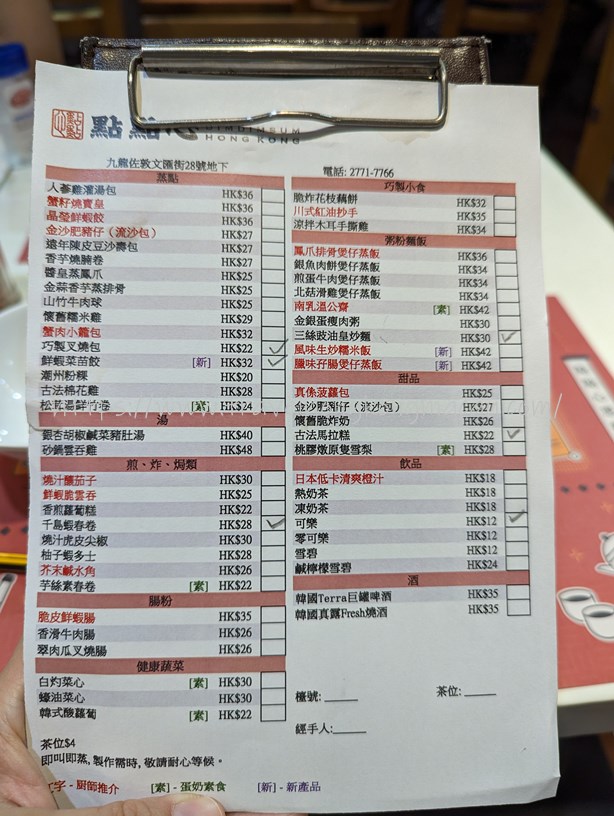 點點心
DIMDIMSUM
HONG KONG
九龍佐敦文匯街28號地下
電話: 2771-7766
蒸點
人蔘雞灌湯包 HK$36
蟹籽燒賣皇 HK$36
晶瑩鮮蝦餃 HK$36
金沙肥豬仔（流沙包） HK$27
遠年陳皮豆沙壽包 HK$27
香芋燒腩卷 HK$27
醬皇蒸鳳爪 HK$25
金蒜香芋蒸排骨 HK$25
山竹牛肉球 HK$25
懷舊糯米雞 HK$29
蟹肉小籠包 HK$32
巧製叉燒包 HK$22
鮮蝦菜苗餃 [新] HK$32
潮州粉粿 HK$20
古法棉花雞 HK$28
松露湯鮮竹卷 [素] HK$24
湯
銀杏胡椒鹹菜豬肚湯 HK$40
砂鍋雲吞雞 HK$48
煎、炸、焗類
燒汁釀茄子 HK$30
鮮蝦脆雲吞 HK$25
香煎蘿蔔糕 HK$22
千島蝦春卷 HK$28
燒汁虎皮尖椒 HK$30
柚子蝦多士 HK$28
芥末鹹水角 HK$26
芋絲素春卷 [素] HK$22
腸粉
脆皮鮮蝦腸 HK$35
香滑牛肉腸 HK$26
翠肉瓜叉燒腸 HK$26
健康蔬菜
白灼菜心 [素] HK$30
蠔油菜心 HK$30
韓式酸蘿蔔 [素] HK$22
巧製小食
脆炸花枝藕餅 HK$32
川式紅油抄手 HK$35
涼拌木耳手撕雞 HK$34
粥粉麵飯
鳳爪排骨煲仔蒸飯 HK$36
銀魚肉餅煲仔蒸飯 HK$34
煎蛋牛肉煲仔蒸飯 HK$34
北菇滑雞煲仔蒸飯 HK$34
南乳溫公齋 [素] HK$42
金銀蛋瘦肉粥 HK$30
三絲豉油皇炒麵 HK$30
風味生炒糯米飯 [新] HK$42
臘味孖腸煲仔蒸飯 [新] HK$42
甜品
真係菠蘿包 HK$25
金沙肥豬仔（流沙包） HK$27
懷舊脆炸奶 HK$26
古法馬拉糕 HK$22
桃膠燉原隻雪梨 [素] HK$28
飲品
日本低卡清爽橙汁 HK$18
熱奶茶 HK$18
凍奶茶 HK$18
可樂 HK$12
零可樂 HK$12
雪碧 HK$12
鹹檸檬雪碧 HK$24
酒
韓國Terra巨罐啤酒 HK$35
韓國真露Fresh燒酒 HK$35
檯號: _____
茶位: _____
經手人:_____
茶位$4
即叫即蒸, 製作需時, 敬請耐心等候。
紅字 - 廚師推介 [素] - 蛋奶素食 [新] - 新產品